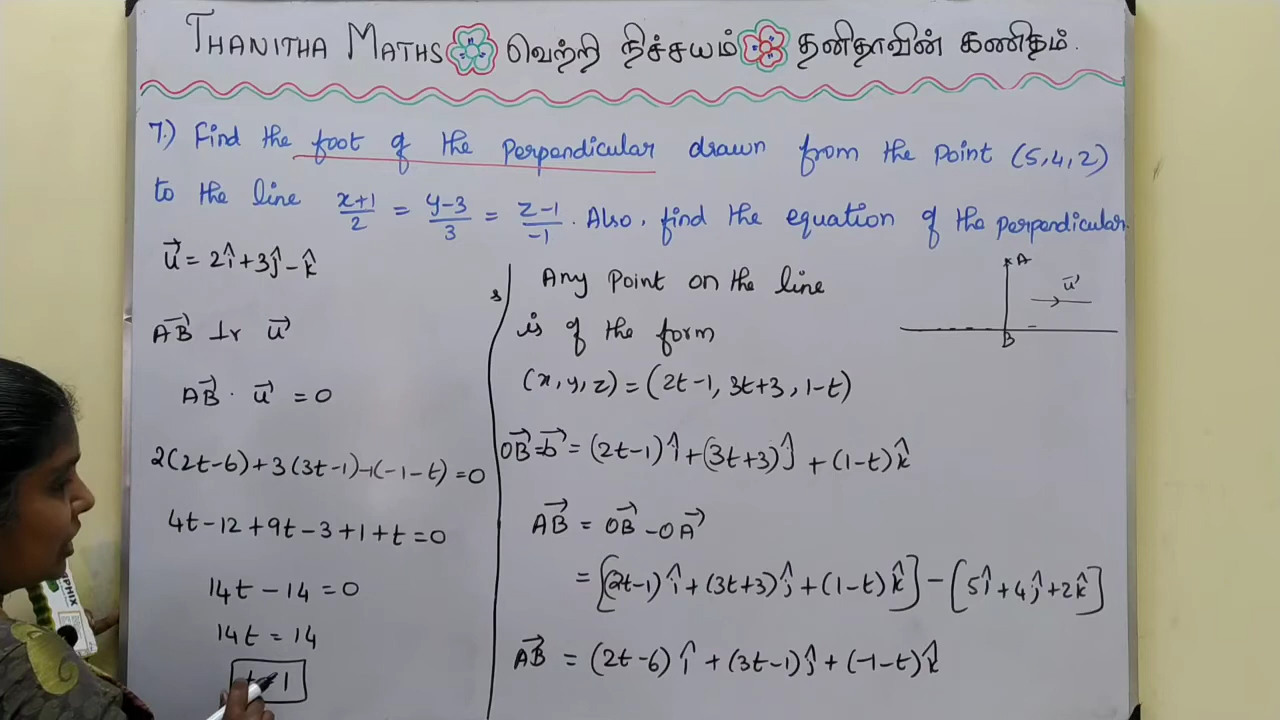 THANITHA MATHS வெற்றி நிச்சயம் தனிதாவின் கணிதம்.
7) Find the foot of the perpendicular drawn from the point (5,4,2)
to the line x+1/2 = y-3/3 = z-1/-1. Also, find the equation of the perpendicular.
u⃗ = 2î+3ĵ-k̂
AB⃗ ⊥r u⃗
AB⃗ · u⃗ = 0
2(2t-6)+3(3t-1)-1(-1-t)=0
4t-12+9t-3+1+t=0
14t-14=0
14t=14
t=1
Any point on the line
is of the form
(x,y,z)=(2t-1, 3t+3, 1-t)
OB⃗=b⃗=(2t-1)î+(3t+3)ĵ+(1-t)k̂
AB⃗ = OB⃗-OA⃗
=[(2t-1)î+(3t+3)ĵ+(1-t)k̂]-[5î+4ĵ+2k̂]
AB⃗ = (2t-6)î+(3t-1)ĵ+(-1-t)k̂
A
u⃗
B